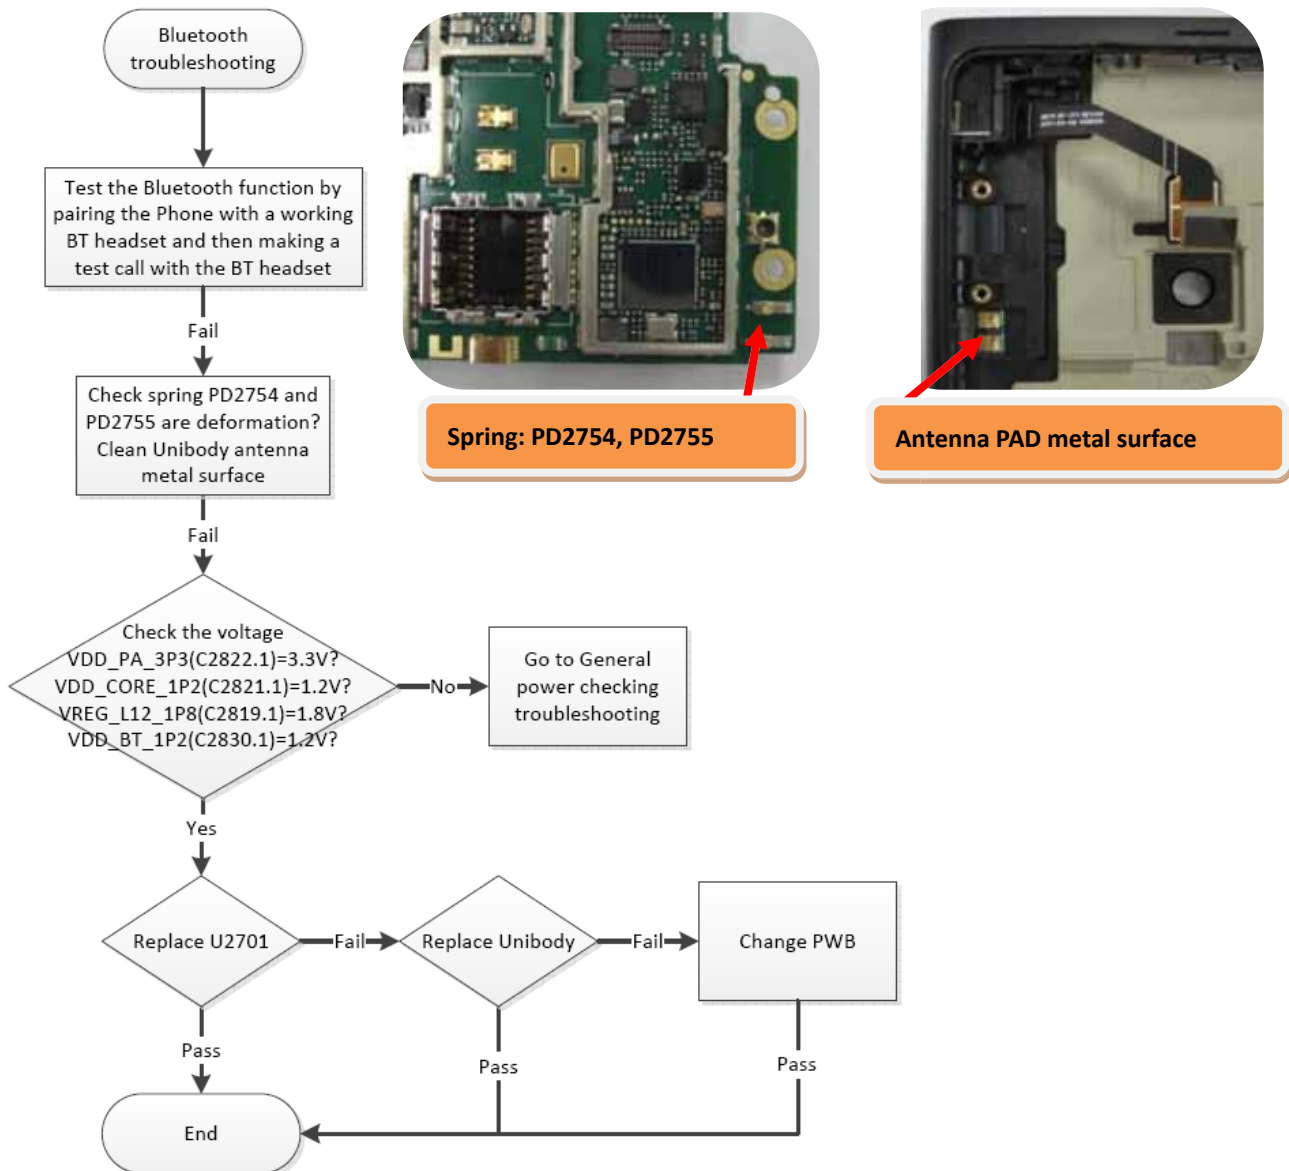 Bluetooth
troubleshooting
Test the Bluetooth function by
pairing the Phone with a working
BT headset and then making a
test call with the BT headset
Fail
Check spring PD2754 and
PD2755 are deformation?
Clean Unibody antenna
metal surface
Spring: PD2754, PD2755
Antenna PAD metal surface
Fail
Check the voltage
VDD_PA_3P3(C2822.1)=3.3V?
VDD_CORE_1P2(C2821.1)=1.2V?
VREG_L12_1P8(C2819.1)=1.8V?
VDD_BT_1P2(C2830.1)=1.2V?
No
Go to General
power checking
troubleshooting
Yes
Replace U2701
Fail
Replace Unibody
Fail
Change PWB
Pass
Pass
Pass
End